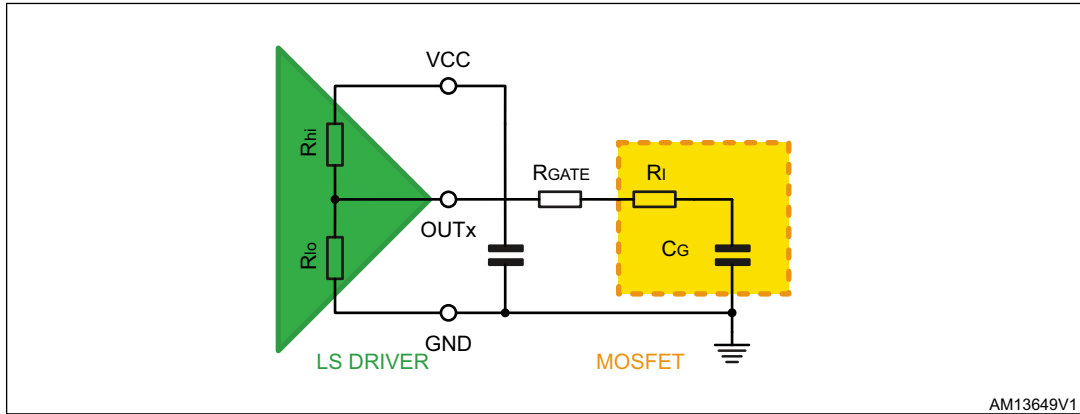 VCC
Rhi
RGATE
RI
OUTx
Rlo
CG
GND
LS DRIVER
MOSFET
AM13649V1